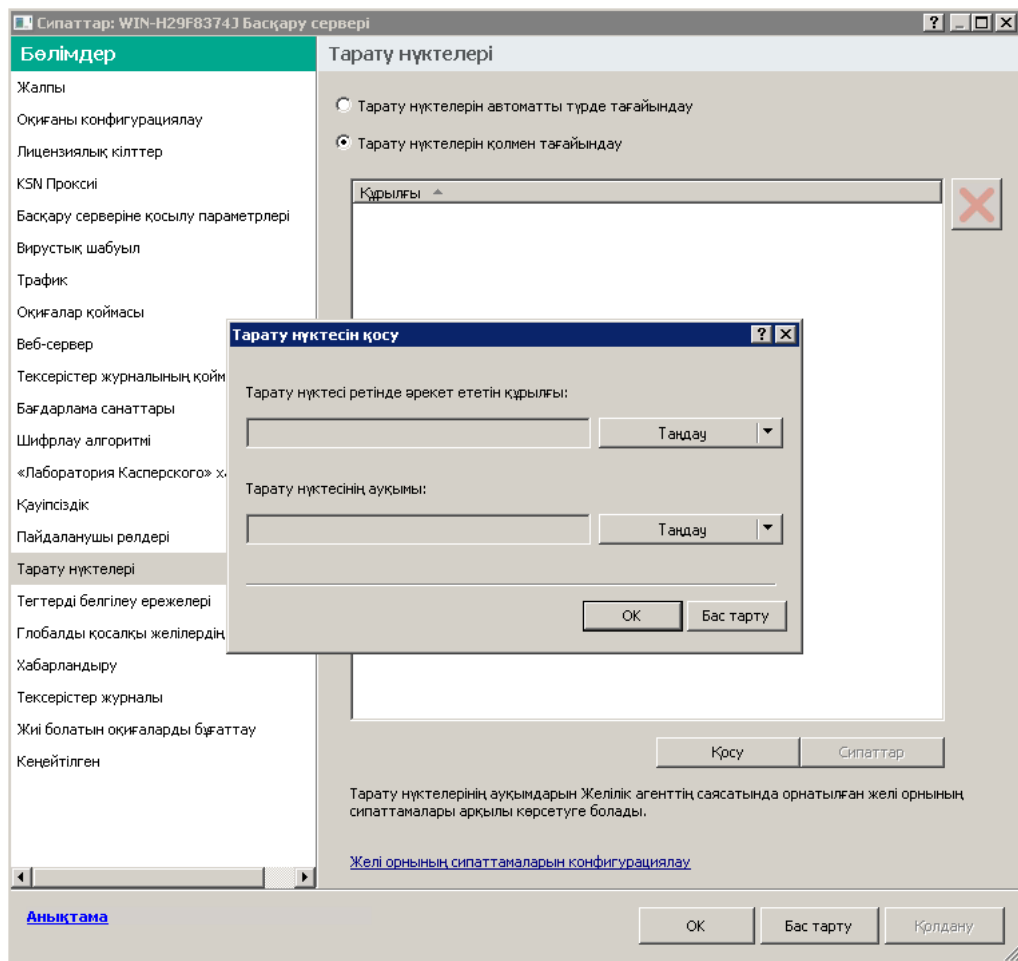 Сипаттар: WIN-H29F8374J Басқару сервері
Бөлімдер
Жалпы
Оқиғаны конфигурациялау
Лицензиялық кілттер
KSN Проксиі
Басқару серверіне қосылу параметрлері
Вирустық шабуыл
Трафик
Оқиғалар қоймасы
Веб-сервер
Тексерістер журналының қойм
Бағдарлама санаттары
Шифрлау алгоритмі
«Лаборатория Касперского» х
Қауіпсіздік
Пайдаланушы рөлдері
Тарату нүктелері
Тегтерді белгілеу ережелері
Глобалды қосалқы желілердің
Хабарландыру
Тексерістер журналы
Жиі болатын оқиғаларды бұғаттау
Кеңейтілген
Тарату нүктелері
Тарату нүктелерін автоматты түрде тағайындау
Тарату нүктелерін қолмен тағайындау
Құрылғы
Тарату нүктесін қосу
Тарату нүктесі ретінде әрекет ететін құрылғы:
Таңдау
Тарату нүктесінің ауқымы:
Таңдау
OK
Бас тарту
Қосу
Сипаттар
Тарату нүктелерінің ауқымдарын Желілік агенттің саясатында орнатылған желі орнының
сипаттамалары арқылы көрсетуге болады.
Желі орнының сипаттамаларын конфигурациялау
Анықтама
OK
Бас тарту
Қолдану